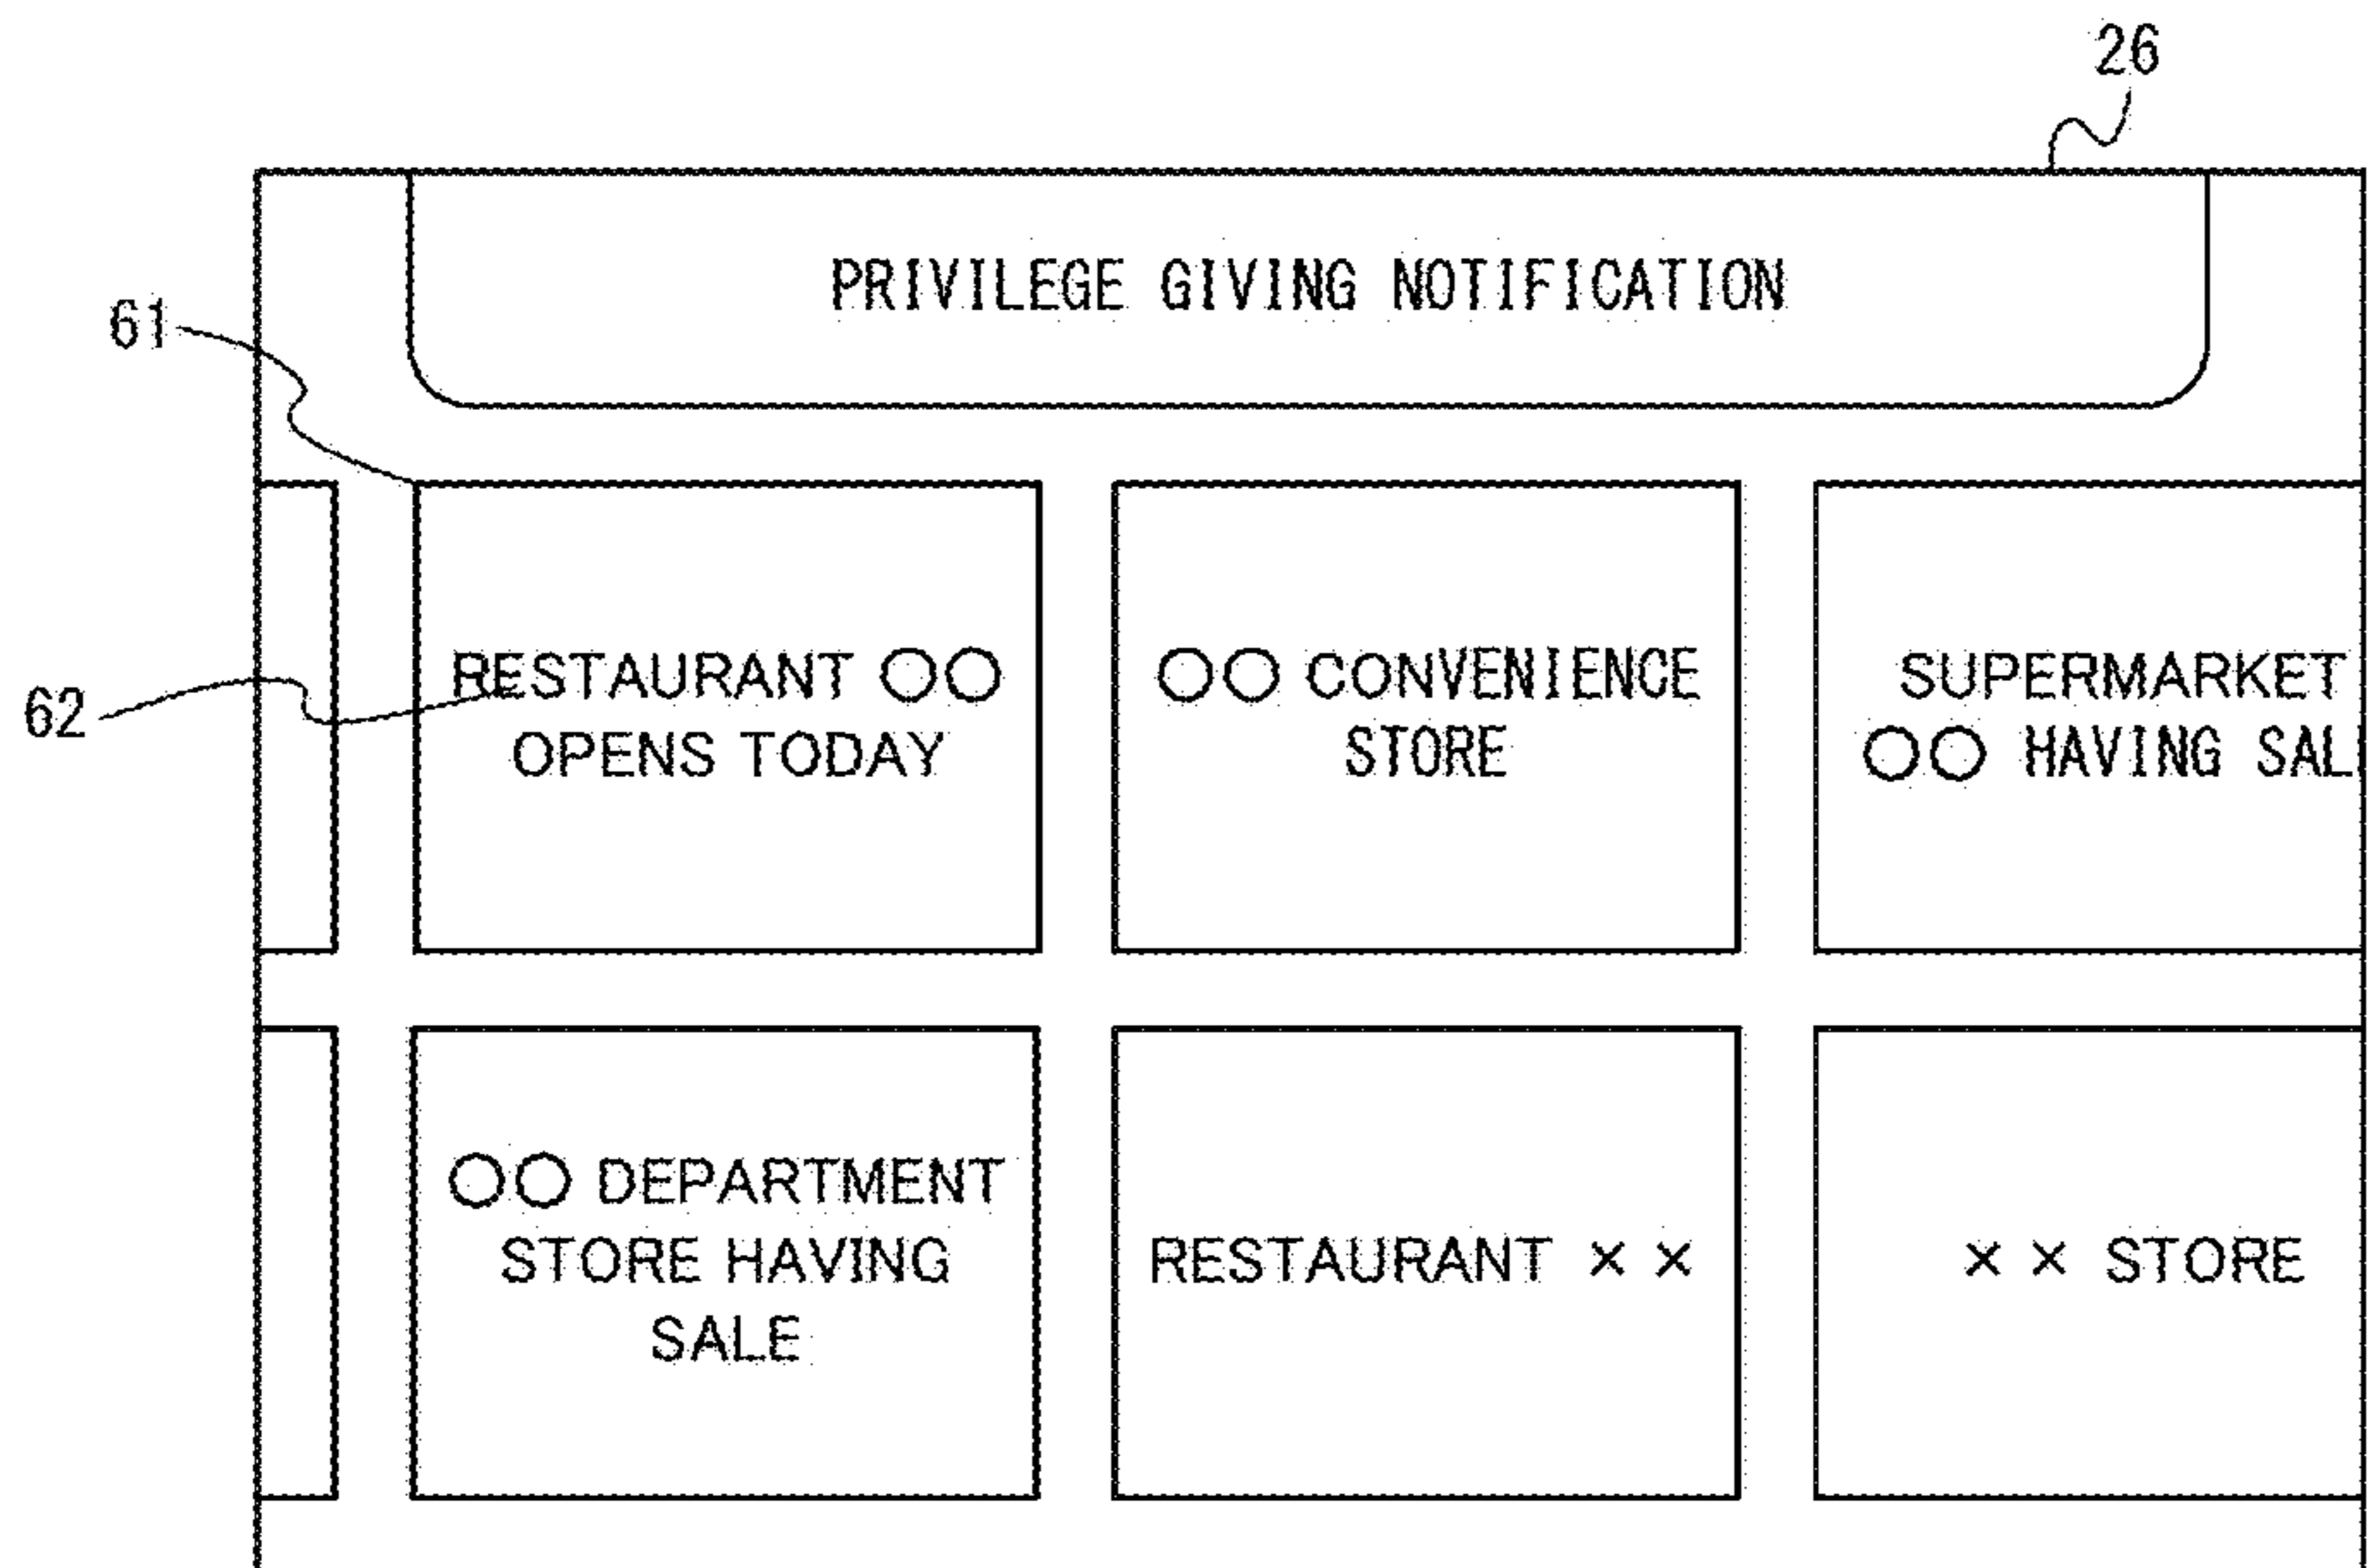 26
PRIVILEGE GIVING NOTIFICATION
61
62
RESTAURANT ○○
OPENS TODAY
○○ CONVENIENCE
STORE
SUPERMARKET
○○ HAVING SAL
○○ DEPARTMENT
STORE HAVING
SALE
RESTAURANT ××
×× STORE